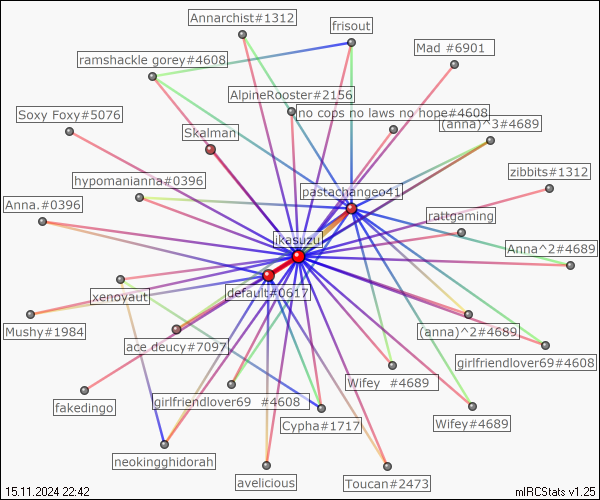 Annarchist#1312
frisout
Mad #6901
ramshackle gorey#4608
AlpineRooster#2156
Soxy Foxy#5076
no cops no laws no hope#4608
(anna)^3#4689
Skalman
zibbits#1312
hypomanianna#0396
pastachangeo41
Anna.#0396
rattgaming
ikasuzu
Anna^2#4689
xenoyaut
default#0617
Mushy#1984
(anna)^2#4689
ace deucy#7097
girlfriendlover69#4608
Wifey #4689
fakedingo
girlfriendlover69 #4608
Wifey#4689
Cypha#1717
neokingghidorah
avelicious
Toucan#2473
15.11.2024 22:42
mIRCStats v1.25